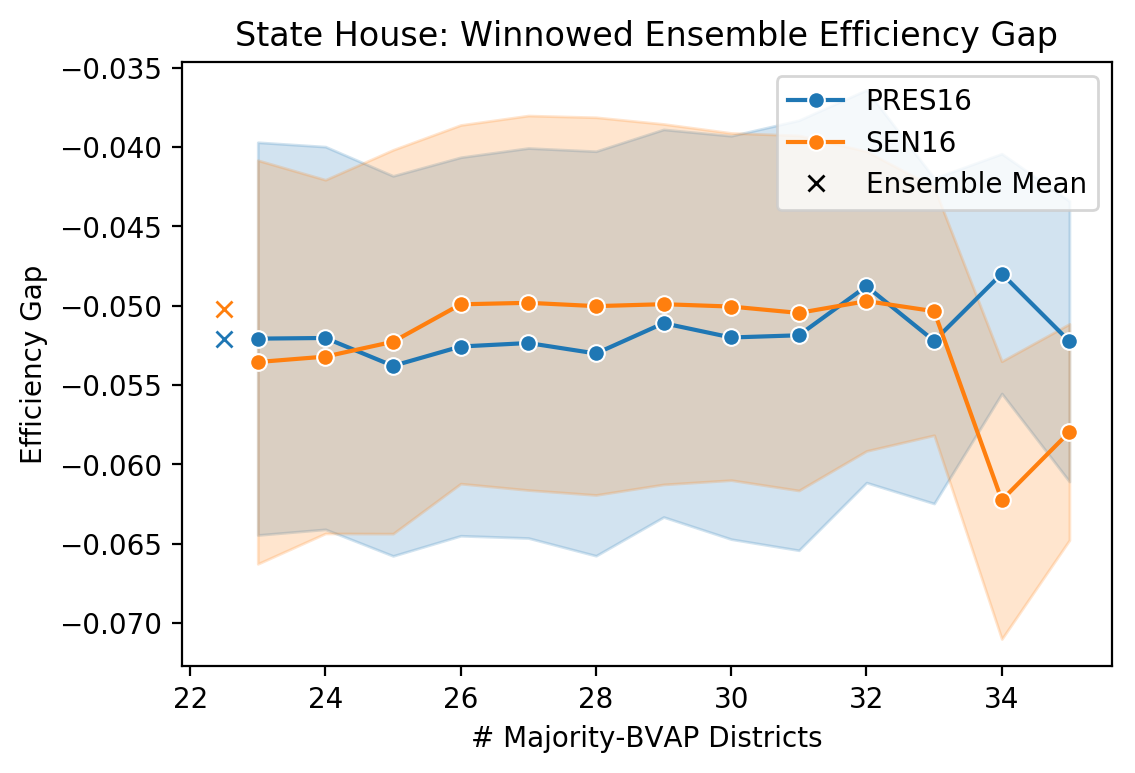 State House: Winnowed Ensemble Efficiency Gap
−0.035
−0.040
−0.045
−0.050
−0.055
−0.060
−0.065
−0.070
Efficiency Gap
PRES16
SEN16
Ensemble Mean
22
24
26
28
30
32
34
# Majority-BVAP Districts